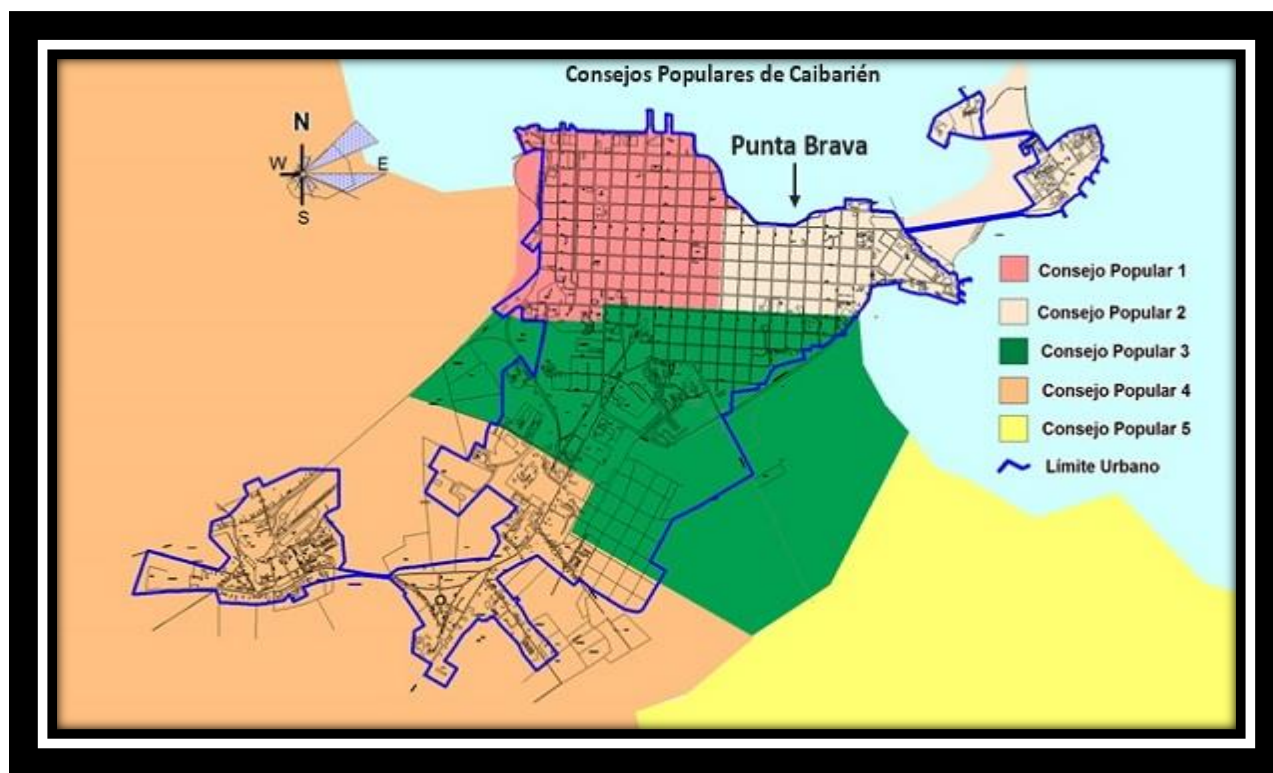 Consejos Populares de Caibarién
N
W E
S
Punta Brava
Consejo Popular 1
Consejo Popular 2
Consejo Popular 3
Consejo Popular 4
Consejo Popular 5
Límite Urbano